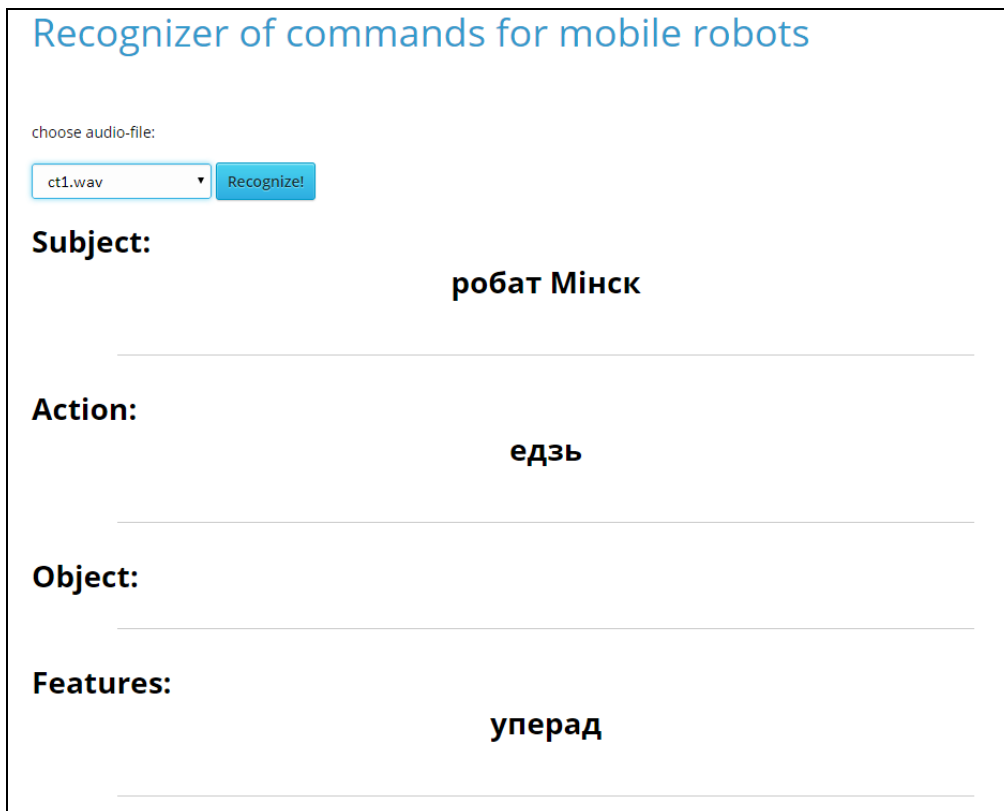 Recognizer of commands for mobile robots
choose audio-file:
ct1.wav Recognize!
Subject:
робат Мінск
Action:
едзь
Object:
Features:
уперад